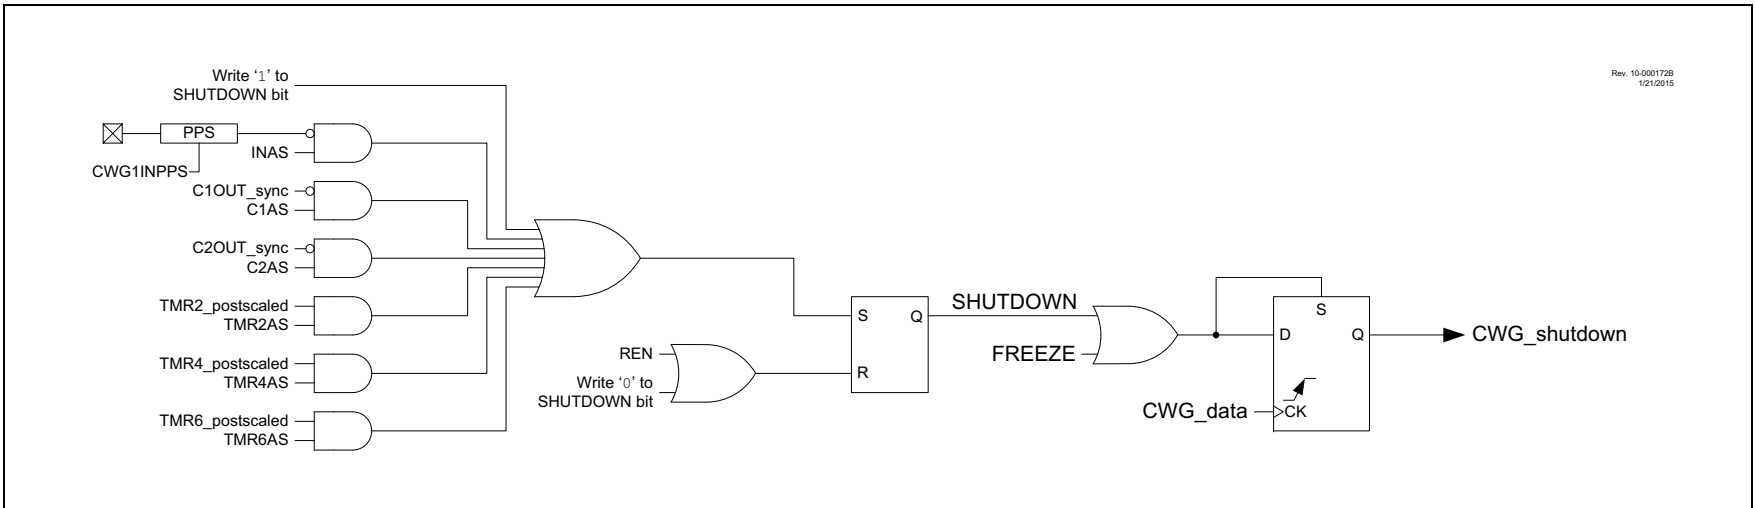 Rev. 10-000172B
1/21/2015
Write ‘1’ to
SHUTDOWN bit
PPS
INAS
CWG1INPPS
C1OUT_sync
C1AS
C2OUT_sync
C2AS
TMR2_postscaled
TMR2AS
TMR4_postscaled
TMR4AS
TMR6_postscaled
TMR6AS
REN
Write ‘0’ to
SHUTDOWN bit
S
Q
R
SHUTDOWN
FREEZE
S
D
Q
CWG_data
CK
CWG_shutdown